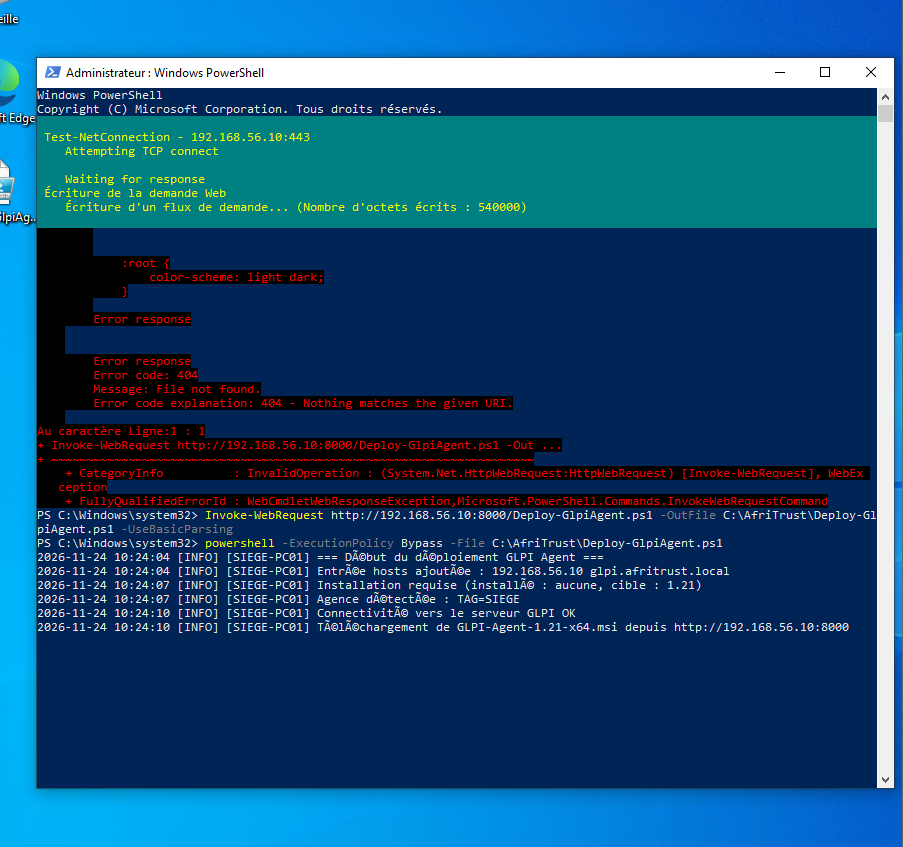 eille
ft Edge
GlpiAg...
Administrateur : Windows PowerShell
Windows PowerShell
Copyright (C) Microsoft Corporation. Tous droits réservés.
Test-NetConnection - 192.168.56.10:443
Attempting TCP connect
Waiting for response
Écriture de la demande Web
Écriture d'un flux de demande... (Nombre d'octets écrits : 540000)
:root {
color-scheme: light dark;
}
Error response
Error response
Error code: 404
Message: File not found.
Error code explanation: 404 - Nothing matches the given URI.
Au caractère Ligne:1 : 1
+ Invoke-WebRequest http://192.168.56.10:8000/Deploy-GlpiAgent.ps1 -Out ...
+ ~~~~~~~~~~~~~~~~~~~~~~~~~~~~~~~~~~~~~~~~~~~~~~~~~~~~~~~~~~~~~~~~~~~~~
+ CategoryInfo          : InvalidOperation : (System.Net.HttpWebRequest:HttpWebRequest) [Invoke-WebRequest], WebEx
ception
+ FullyQualifiedErrorId : WebCmdletWebResponseException,Microsoft.PowerShell.Commands.InvokeWebRequestCommand
PS C:\Windows\system32> Invoke-WebRequest http://192.168.56.10:8000/Deploy-GlpiAgent.ps1 -OutFile C:\AfriTrust\Deploy-Gl
piAgent.ps1 -UseBasicParsing
PS C:\Windows\system32> powershell -ExecutionPolicy Bypass -File C:\AfriTrust\Deploy-GlpiAgent.ps1
2026-11-24 10:24:04 [INFO] [SIEGE-PC01] === DÃ©but du dÃ©ploiement GLPI Agent ===
2026-11-24 10:24:04 [INFO] [SIEGE-PC01] EntrÃ©e hosts ajoutÃ©e : 192.168.56.10 glpi.afritrust.local
2026-11-24 10:24:07 [INFO] [SIEGE-PC01] Installation requise (installÃ© : aucune, cible : 1.21)
2026-11-24 10:24:07 [INFO] [SIEGE-PC01] Agence dÃ©tectÃ©e : TAG=SIEGE
2026-11-24 10:24:10 [INFO] [SIEGE-PC01] ConnectivitÃ© vers le serveur GLPI OK
2026-11-24 10:24:10 [INFO] [SIEGE-PC01] TÃ©lÃ©chargement de GLPI-Agent-1.21-x64.msi depuis http://192.168.56.10:8000